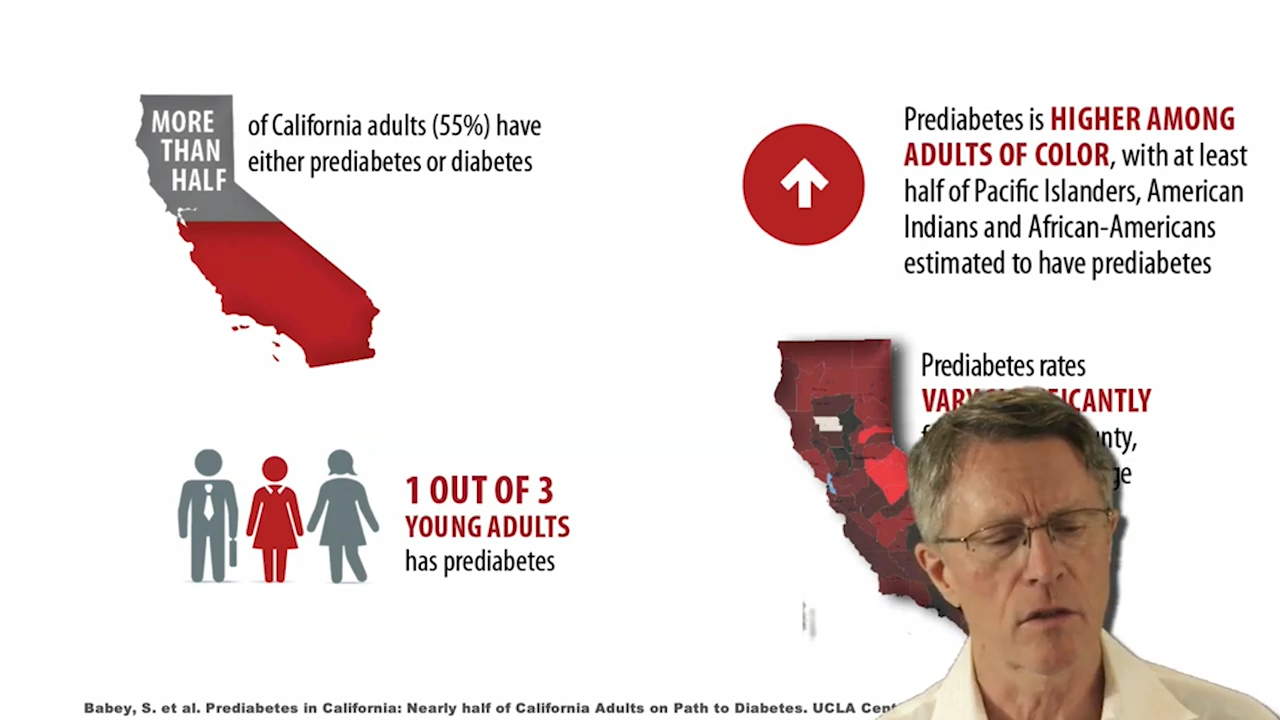 MORE
THAN
HALF
of California adults (55%) have
either prediabetes or diabetes
Prediabetes is HIGHER AMONG
ADULTS OF COLOR, with at least
half of Pacific Islanders, American
Indians and African-Americans
estimated to have prediabetes
1 OUT OF 3
YOUNG ADULTS
has prediabetes
Prediabetes rates
Babey, S. et al. Prediabetes in California: Nearly half of California Adults on Path to Diabetes. UCLA